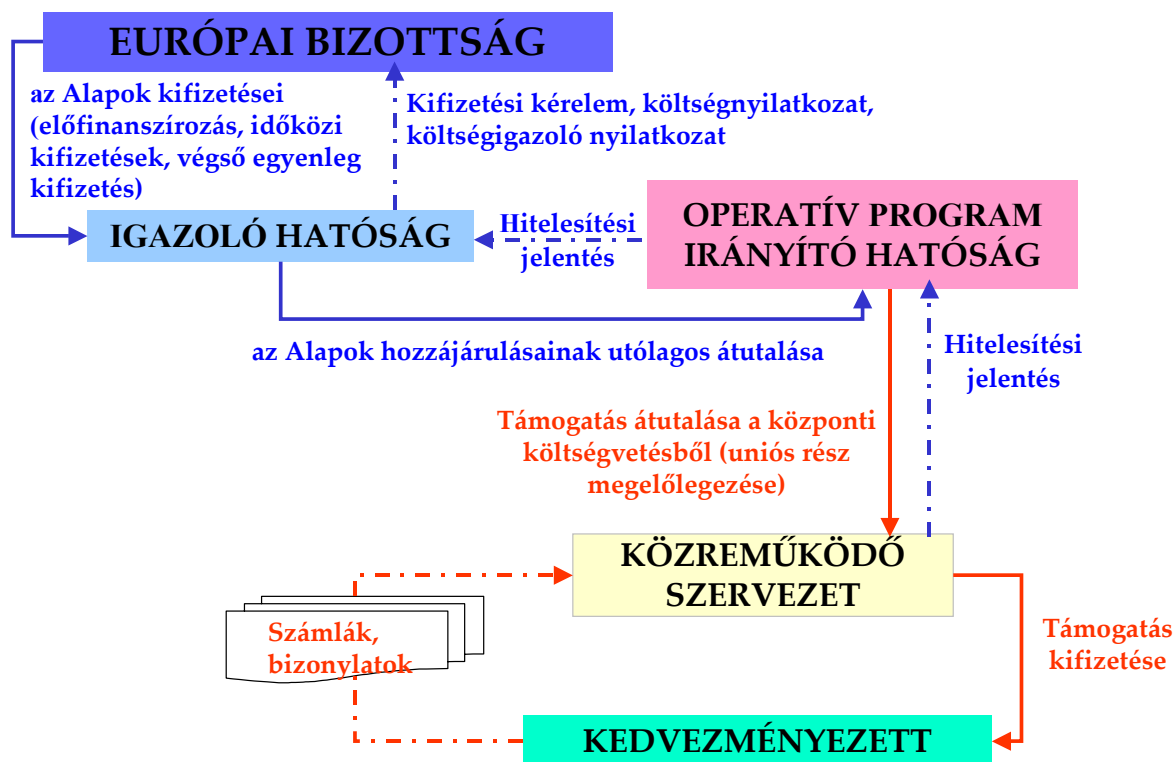 EURÓPAI BIZOTTSÁG
az Alapok kifizetései
(előfinanszírozás, időközi
kifizetések, végső egyenleg
kifizetés)
Kifizetési kérelem, költségnyilatkozat,
költségigazoló nyilatkozat
IGAZOLÓ HATÓSÁG
Hitelesítési
jelentés
OPERATÍV PROGRAM
IRÁNYÍTÓ HATÓSÁG
az Alapok hozzájárulásainak utólagos átutalása
Hitelesítési
jelentés
Támogatás átutalása a központi
költségvetésből (uniós rész
megelőlegezése)
KÖZREMŰKÖDŐ
SZERVEZET
Számlák,
bizonylatok
Támogatás
kifizetése
KEDVEZMÉNYEZETT